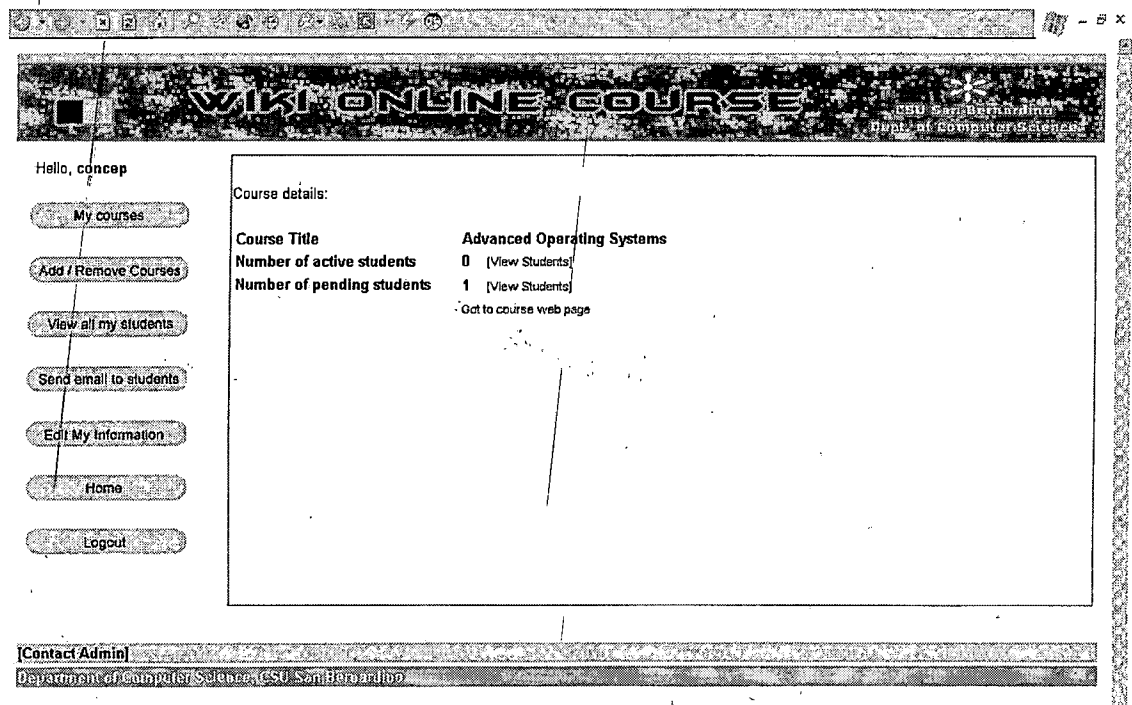 WIKI ONLINE COURSE
CSU San Bernardino
Dept. of Computer Science
Hello, concep
My courses
Add / Remove Courses
View all my students
Send email to students
Edit My Information
Home
Logout
Course details:
Course Title Advanced Operating Systems
Number of active students 0 [View Students]
Number of pending students 1 [View Students]
Got to course web page
[Contact Admin]
Department of Computer Science, CSU San Bernardino